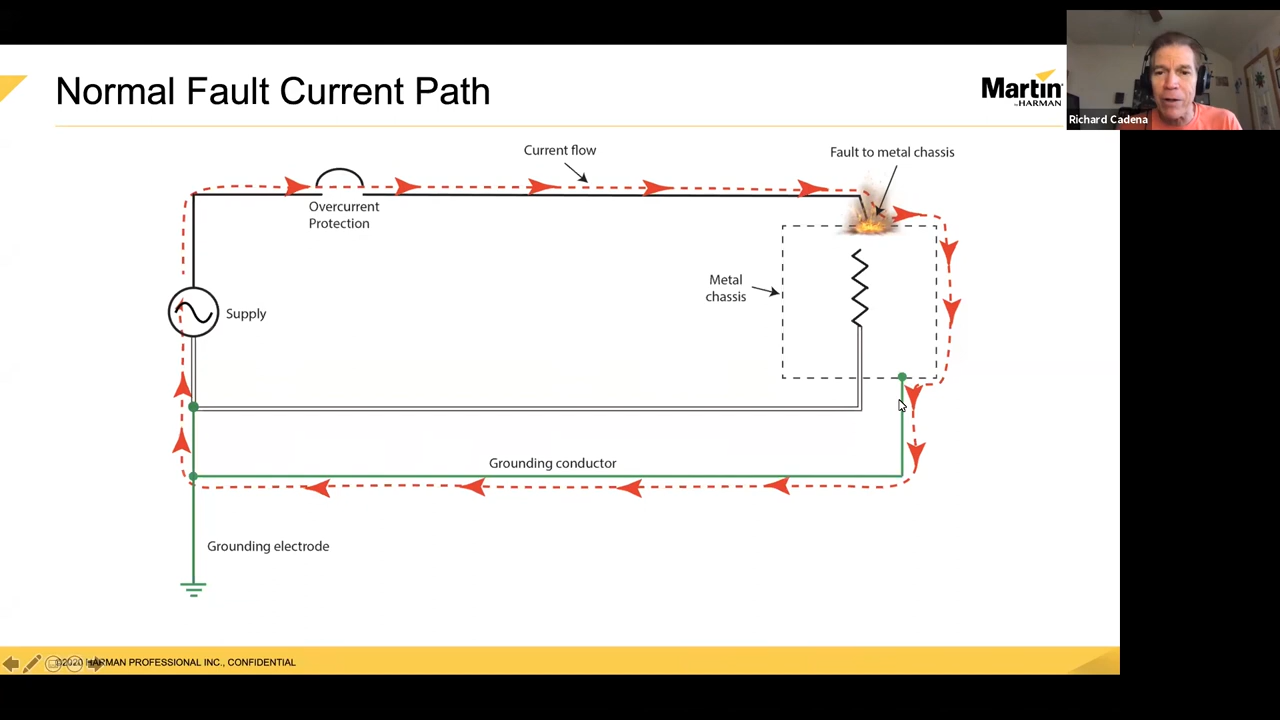 Normal Fault Current Path
Martin
by HARMAN
Richard Cadena
Current flow
Fault to metal chassis
Overcurrent
Protection
Metal
chassis
Supply
Grounding conductor
Grounding electrode
©2020 HARMAN PROFESSIONAL INC., CONFIDENTIAL